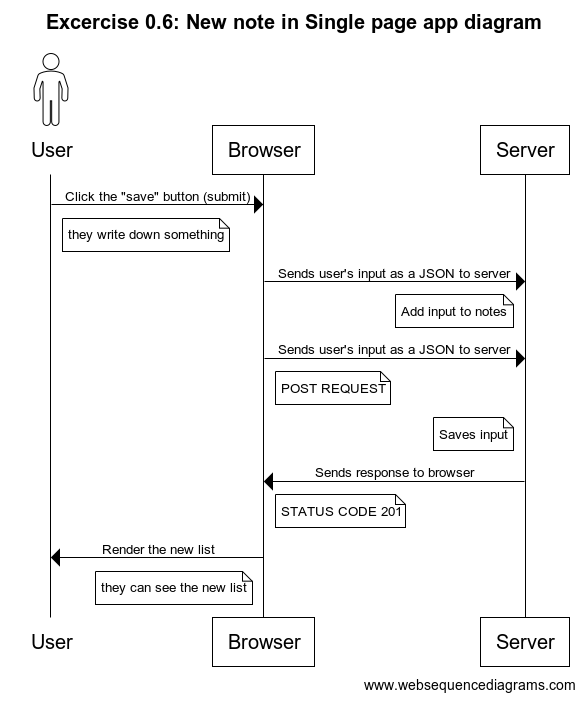 Excercise 0.6: New note in Single page app diagram
User
Browser
Server
Click the "save" button (submit)
they write down something
Sends user's input as a JSON to server
Add input to notes
Sends user's input as a JSON to server
POST REQUEST
Saves input
Sends response to browser
STATUS CODE 201
Render the new list
they can see the new list
User
Browser
Server
www.websequencediagrams.com